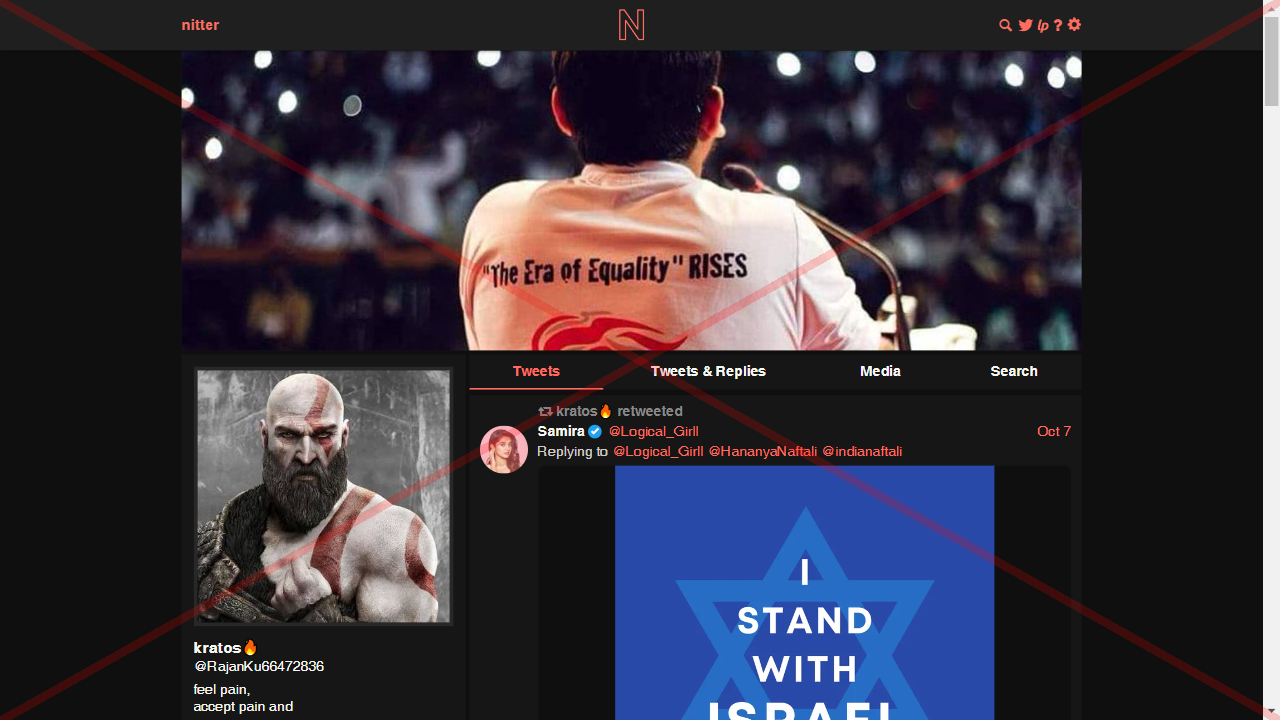 nitter
N
lp ?
"The Era of Equality" RISES
Tweets
Tweets & Replies
Media
Search
kratos🔥 retweeted
Samira @Logical_Girll
Oct 7
Replying to @Logical_Girll @HananyaNaftali @indianaftali
I
STAND
WITH
ISRAEL
kratos🔥
@RajanKu66472836
feel pain,
accept pain and